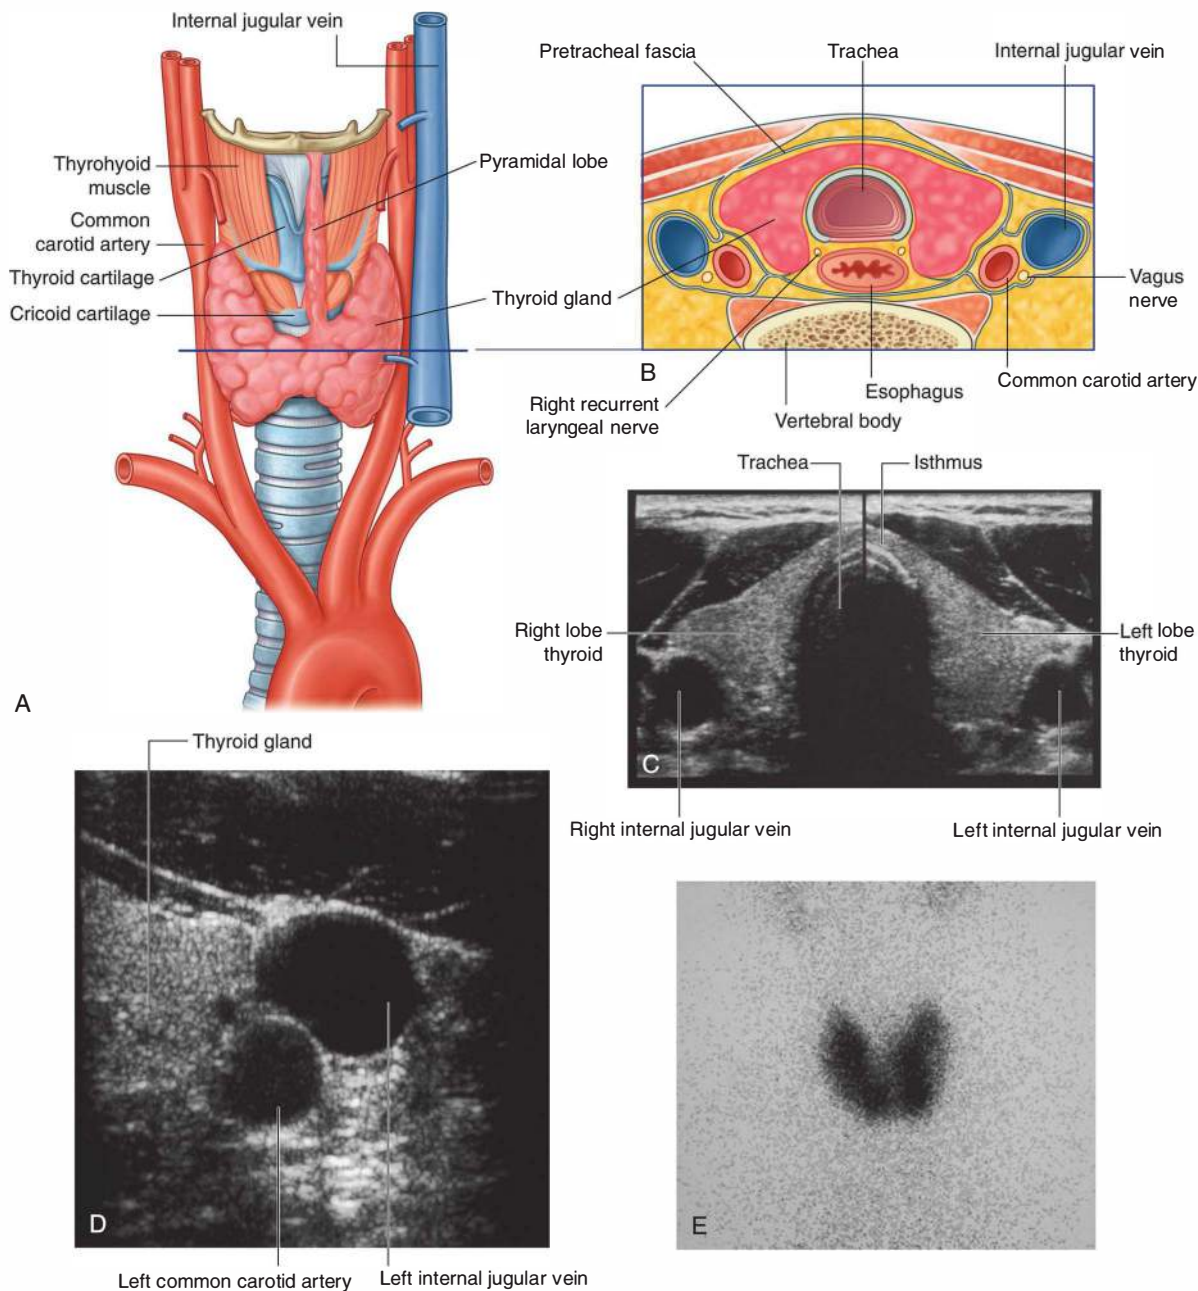 Internal jugular vein
Thyrohyoid
muscle
Common
carotid artery
Thyroid cartilage
Cricoid cartilage
Pyramidal lobe
Thyroid gland
A
Pretracheal fascia
Trachea
Internal jugular vein
Vagus
nerve
B
Right recurrent
laryngeal nerve
Esophagus
Vertebral body
Common carotid artery
Trachea
Isthmus
Right lobe
thyroid
Left lobe
thyroid
C
Right internal jugular vein
Left internal jugular vein
Thyroid gland
D
Left common carotid artery
Left internal jugular vein
E